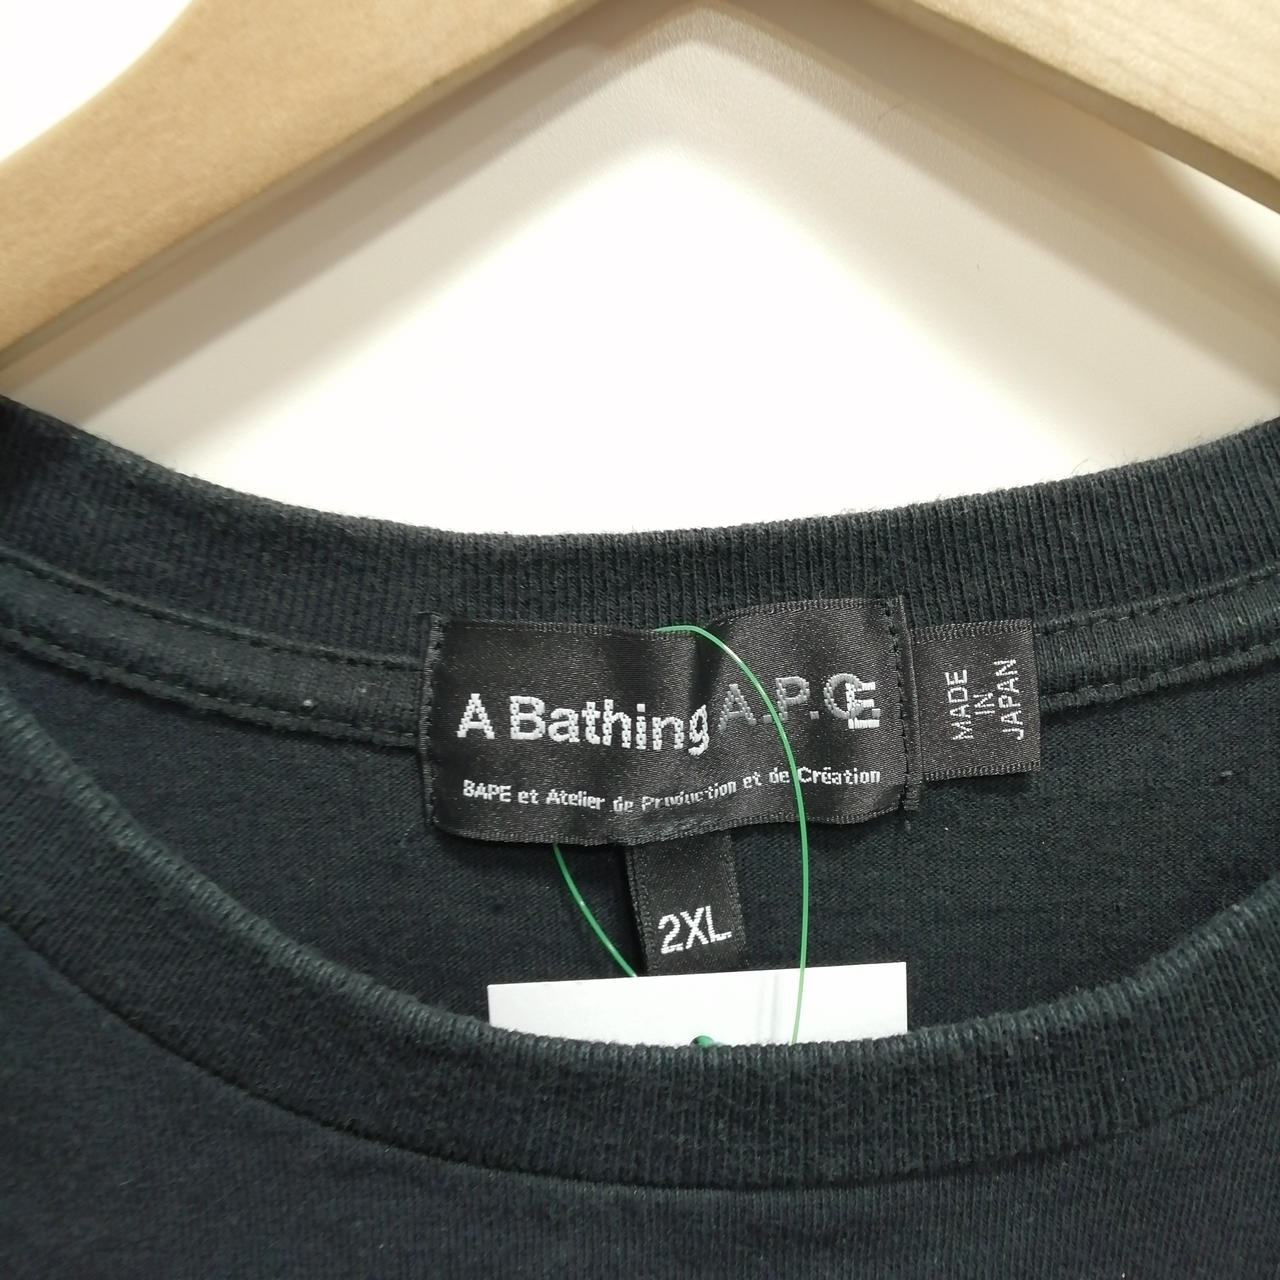 A Bathing A.P.C.E
BAPE et Atelier de Production et de Création
MADE
IN
JAPAN
2XL